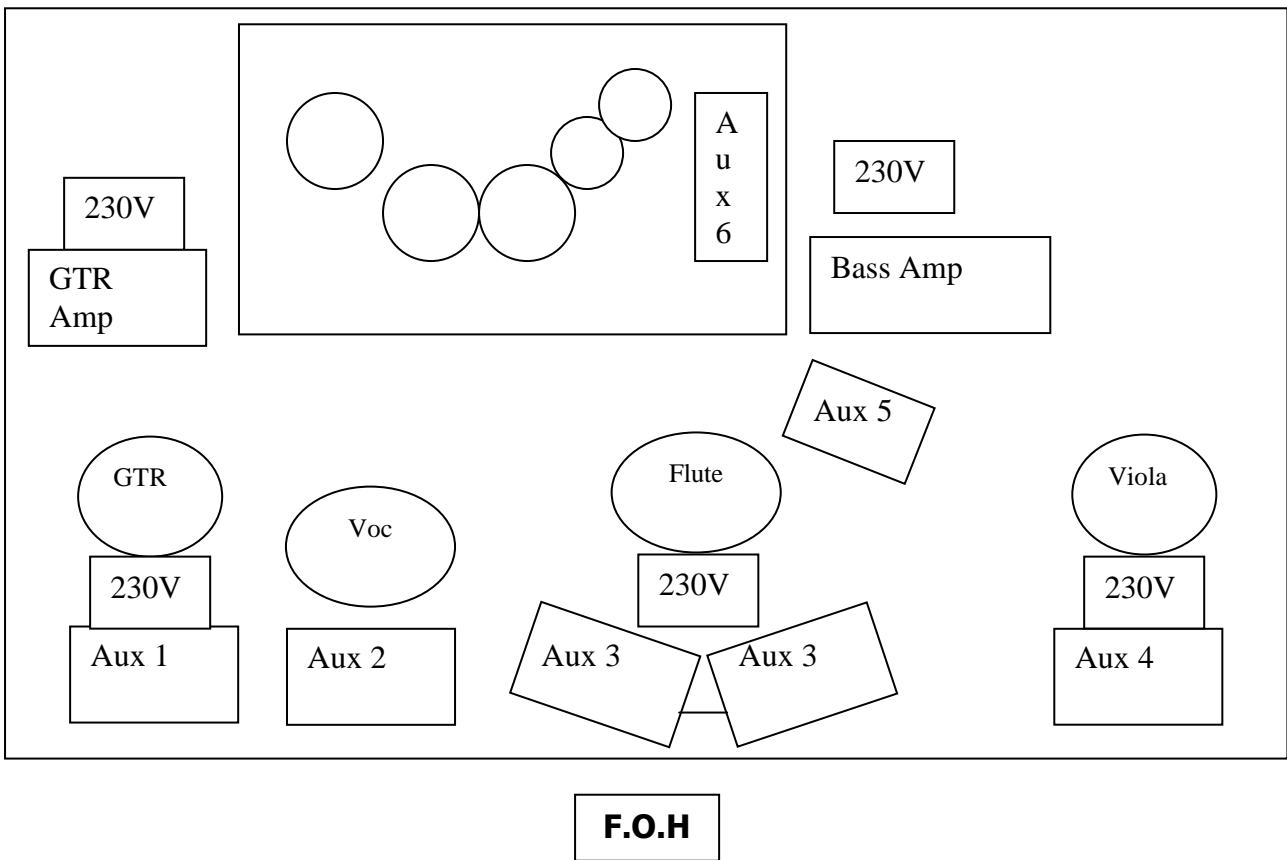 A
u
x
6
230V
230V
GTR
Amp
Bass Amp
Aux 5
GTR
Voc
Flute
Viola
230V
230V
230V
Aux 1
Aux 2
Aux 3
Aux 3
Aux 4
F.O.H